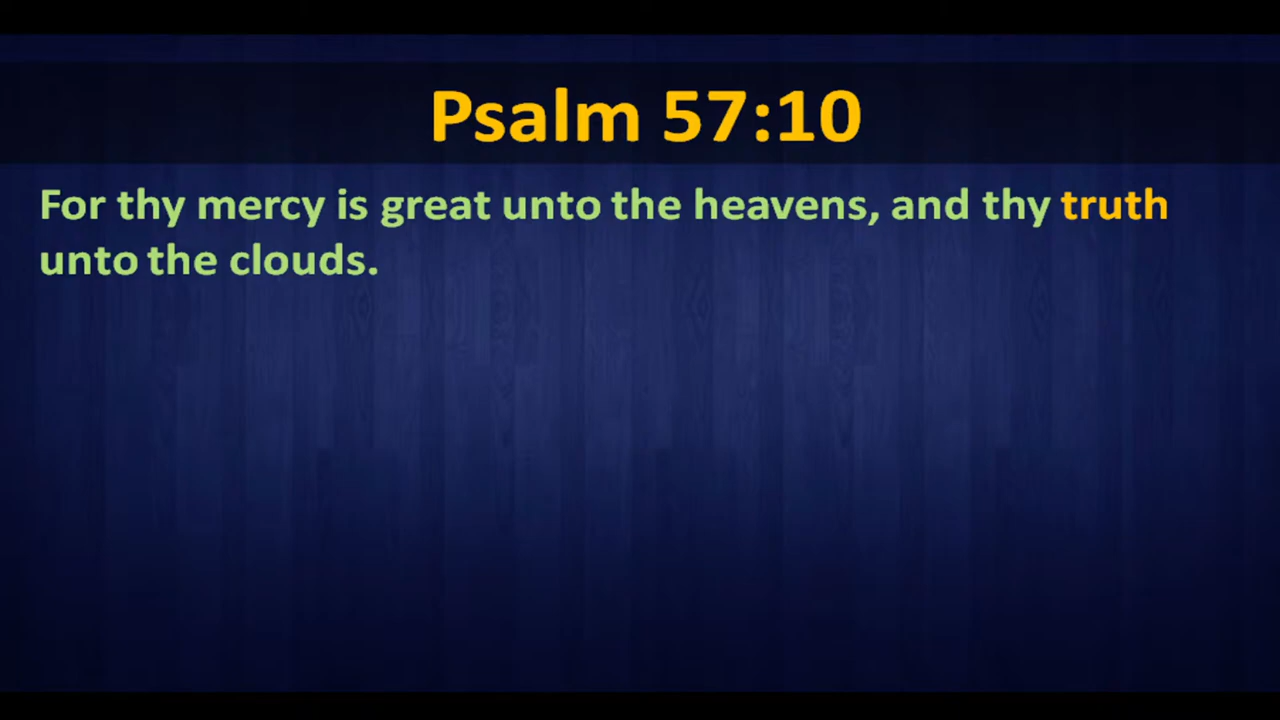 Psalm 57:10
For thy mercy is great unto the heavens, and thy truth
unto the clouds.